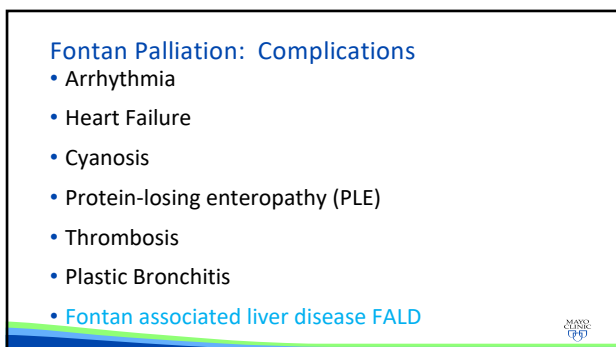 Fontan Palliation: Complications
• Arrhythmia
• Heart Failure
• Cyanosis
• Protein-losing enteropathy (PLE)
• Thrombosis
• Plastic Bronchitis
• Fontan associated liver disease FALD
MAYO
CLINIC